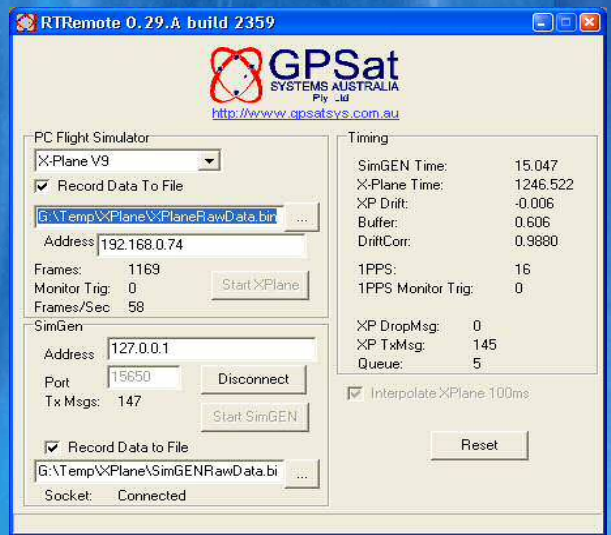 RTRemote 0.29.A build 2359
GPSat
SYSTEMS AUSTRALIA
Pty Ltd
http://www.gpsatsys.com.au
PC Flight Simulator
X-Plane V9
Record Data To File
G:\Temp\XPlane\XPlaneRawData.bin
...
Address 192.168.0.74
Frames: 1169
Monitor Trig: 0
Start XPlane
Frames/Sec 58
SimGen
Address 127.0.0.1
Port 15650
Disconnect
Tx Msgs: 147
Start SimGEN
Record Data to File
G:\Temp\XPlane\SimGENRawData.bi
...
Socket: Connected
Timing
SimGEN Time: 15.047
X-Plane Time: 1246.522
XP Drift: -0.006
Buffer: 0.606
DriftCorr: 0.9880
1PPS: 16
1PPS Monitor Trig: 0
XP DropMsg: 0
XP TxMsg: 145
Queue: 5
Interpolate XPlane 100ms
Reset